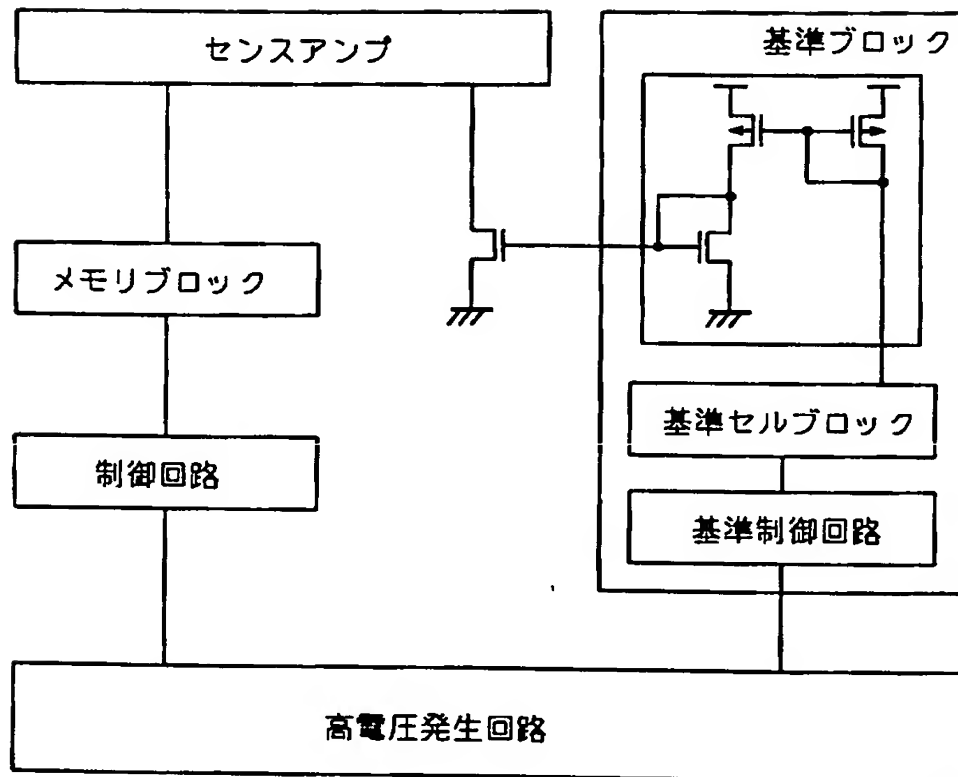 センスアンプ
基準ブロック
メモリブロック
基準セルブロック
制御回路
基準制御回路
高電圧発生回路